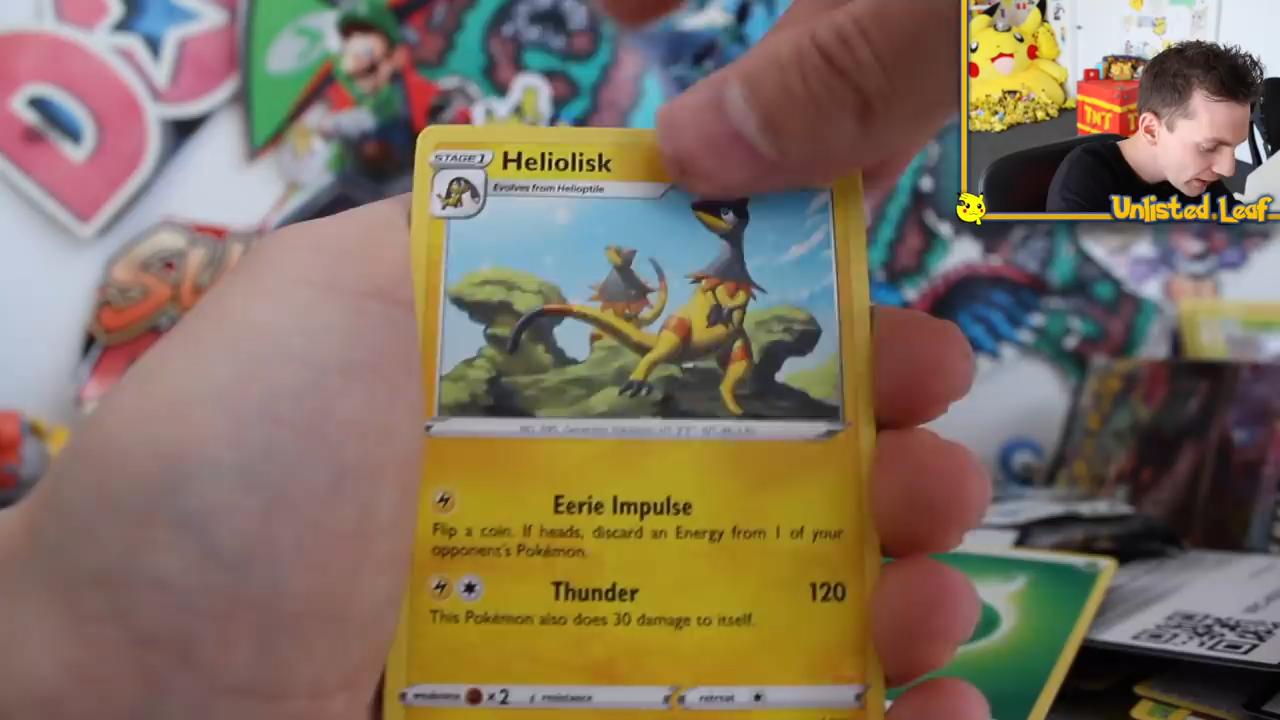 STAGE 1
Heliolisk
Evolves from Helioptile
TNT
Unlisted.Leaf
Eerie Impulse
Flip a coin. If heads, discard an Energy from 1 of your
opponent's Pokémon.
Thunder 120
This Pokémon also does 30 damage to itself.
weakness ×2 resistance retreat